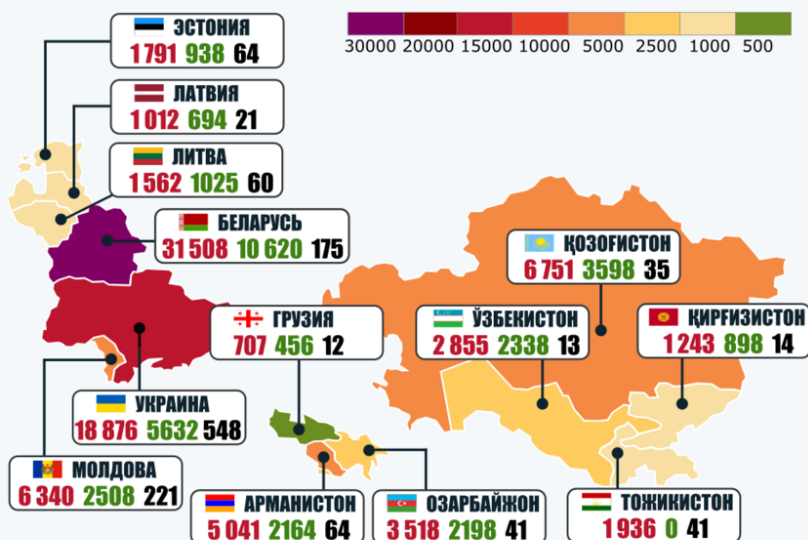 ЭСТОНИЯ
1 791 938 64
30000 20000 15000 10000 5000 2500 1000 500
ЛАТВИЯ
1 012 694 21
ЛИТВА
1 562 1025 60
БЕЛАРУСЬ
31 508 10 620 175
ҚОЗОҒИСТОН
6 751 3598 35
ГРУЗИЯ
707 456 12
ЎЗБЕКИСТОН
2 855 2338 13
ҚИРҒИЗИСТОН
1 243 898 14
УКРАИНА
18 876 5632 548
МОЛДОВА
6 340 2508 221
АРМАНИСТОН
5 041 2164 64
ОЗАРБАЙЖОН
3 518 2198 41
ТОЖИКИСТОН
1 936 0 41